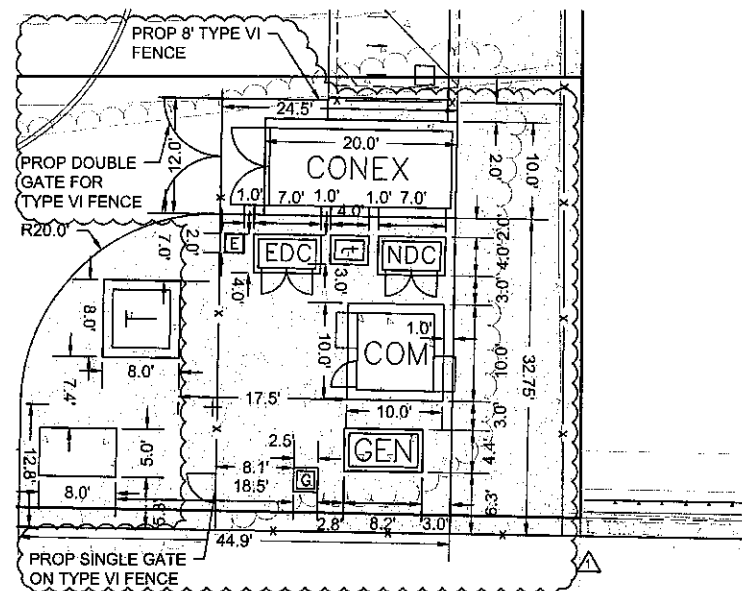 PROP 8' TYPE VI
FENCE
24.5'
12.0'
20.0'
CONEX
PROP DOUBLE
GATE FOR
TYPE VI FENCE
2.0'
10.0'
1.0'
7.0'
1.0'
4.0'
1.0'
7.0'
R20.0'
7.0'
2.0'
E
EDC
t
NDC
2.0'
4.0'
4.0'
3.0'
3.0'
8.0'
T
10.0'
1.0'
COM
10.0'
32.75'
8.0'
7.4'
17.5'
10.0'
3.0'
2.5'
GEN
4.4'
12.8'
5.0'
8.1'
G
18.5'
8.0'
2.8'
8.2'
3.0'
6.3'
44.9'
PROP SINGLE GATE
ON TYPE VI FENCE
1